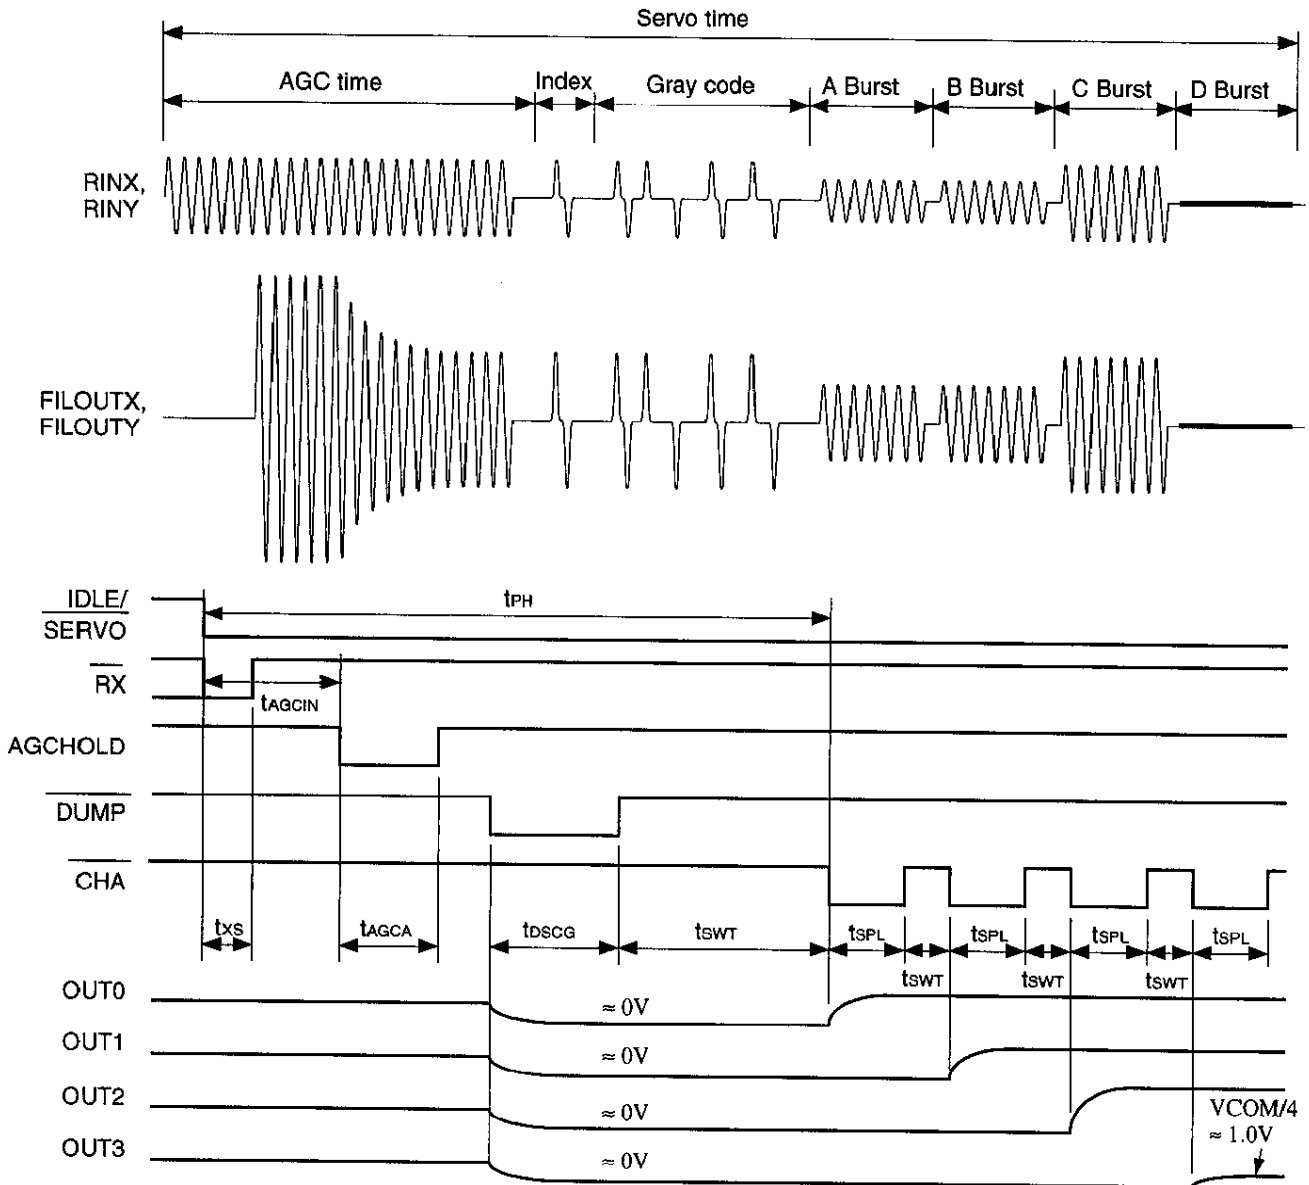 Servo time
AGC time Index Gray code A Burst B Burst C Burst D Burst
RINX,
RINY
FILOUTX,
FILOUTY
IDLE/
SERVO
tPH
RX
tAGCIN
AGCHOLD
DUMP
CHA
txs tAGCA tDSCG tSWT tSPL tSPL tSPL tSPL
tSWT tSWT tSWT
OUT0 ≈ 0V
OUT1 ≈ 0V
OUT2 ≈ 0V
VCOM/4
≈ 1.0V
OUT3 ≈ 0V